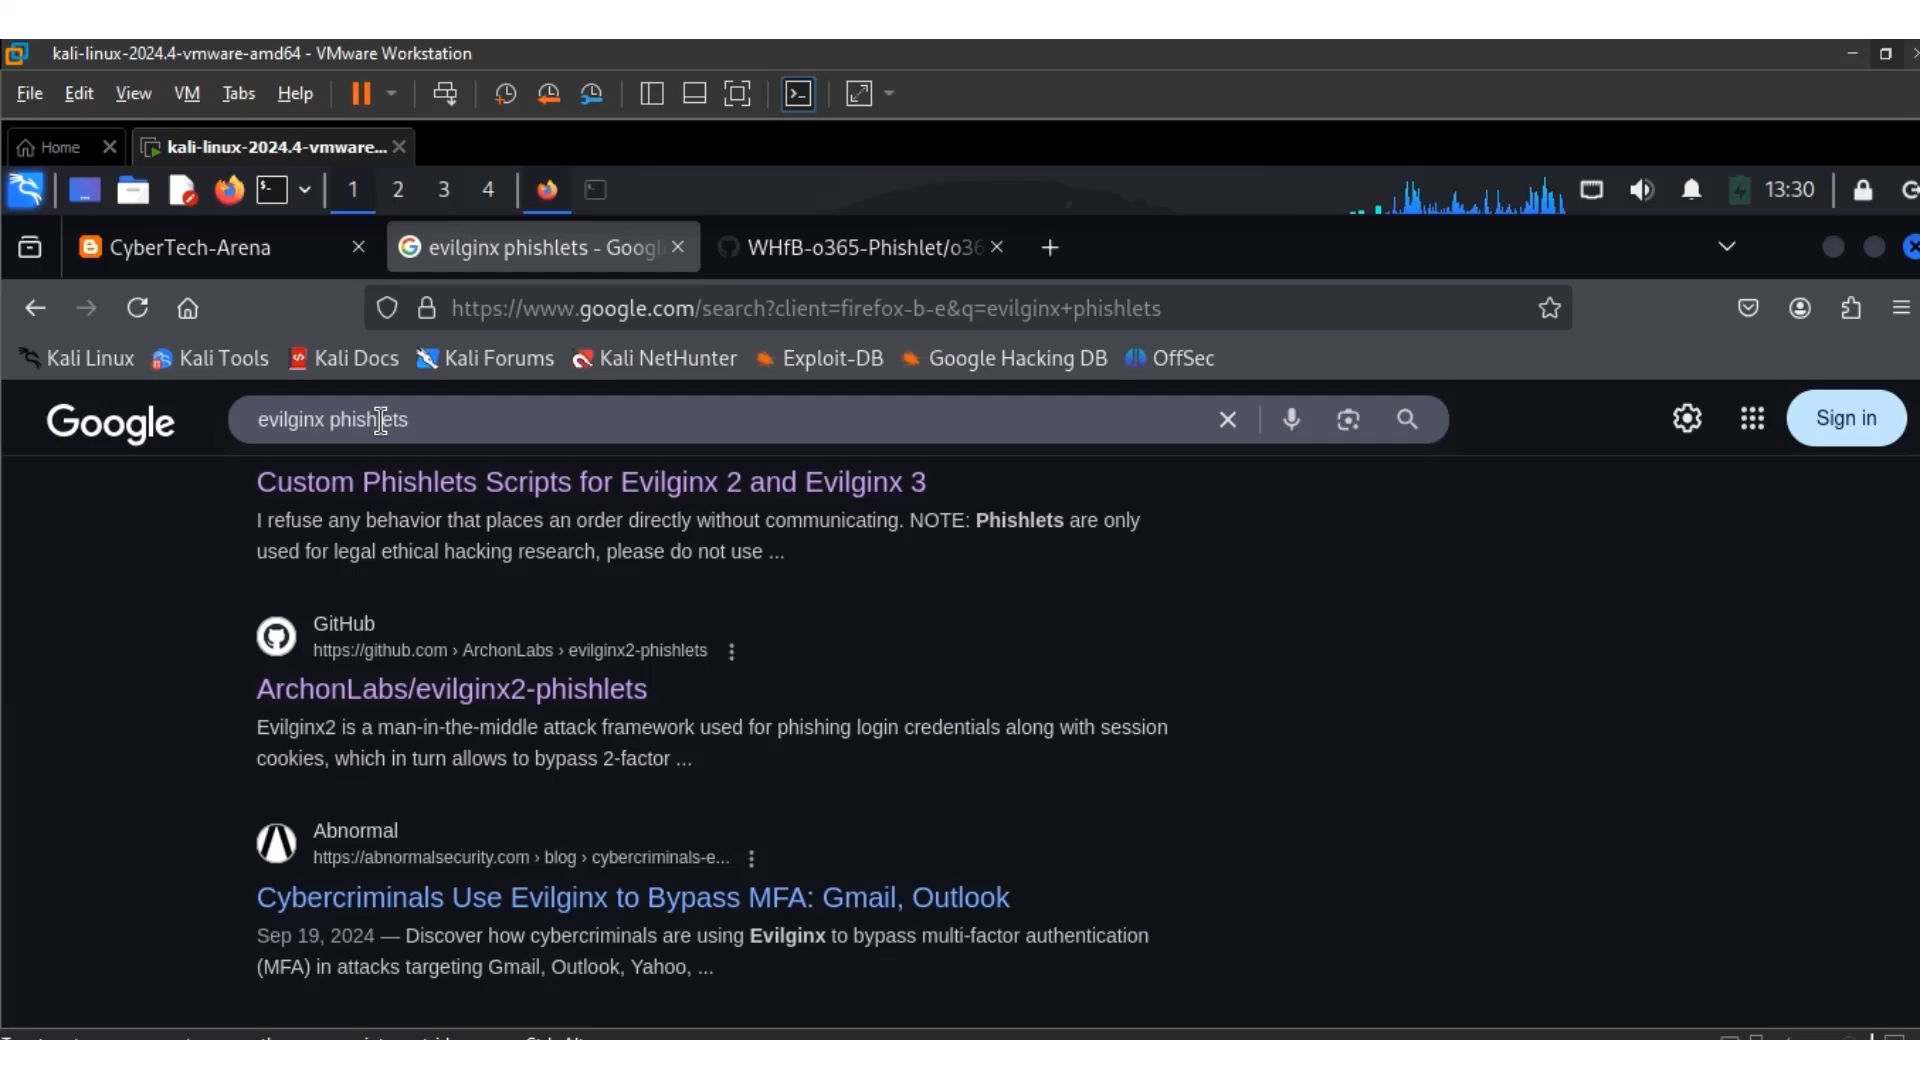 kali-linux-2024.4-vmware-amd64 - VMware Workstation
File Edit View VM Tabs Help
Home kali-linux-2024.4-vmware...
1 2 3 4 13:30
CyberTech-Arena evilginx phishlets - Googl WHfB-o365-Phishlet/o36
https://www.google.com/search?client=firefox-b-e&q=evilginx+phishlets
Kali Linux Kali Tools Kali Docs Kali Forums Kali NetHunter Exploit-DB Google Hacking DB OffSec
Google evilginx phishlets Sign in
Custom Phishlets Scripts for Evilginx 2 and Evilginx 3
I refuse any behavior that places an order directly without communicating. NOTE: Phishlets are only
used for legal ethical hacking research, please do not use ...
GitHub
https://github.com › ArchonLabs › evilginx2-phishlets
ArchonLabs/evilginx2-phishlets
Evilginx2 is a man-in-the-middle attack framework used for phishing login credentials along with session
cookies, which in turn allows to bypass 2-factor ...
Abnormal
https://abnormalsecurity.com › blog › cybercriminals-e...
Cybercriminals Use Evilginx to Bypass MFA: Gmail, Outlook
Sep 19, 2024 — Discover how cybercriminals are using Evilginx to bypass multi-factor authentication
(MFA) in attacks targeting Gmail, Outlook, Yahoo, ...